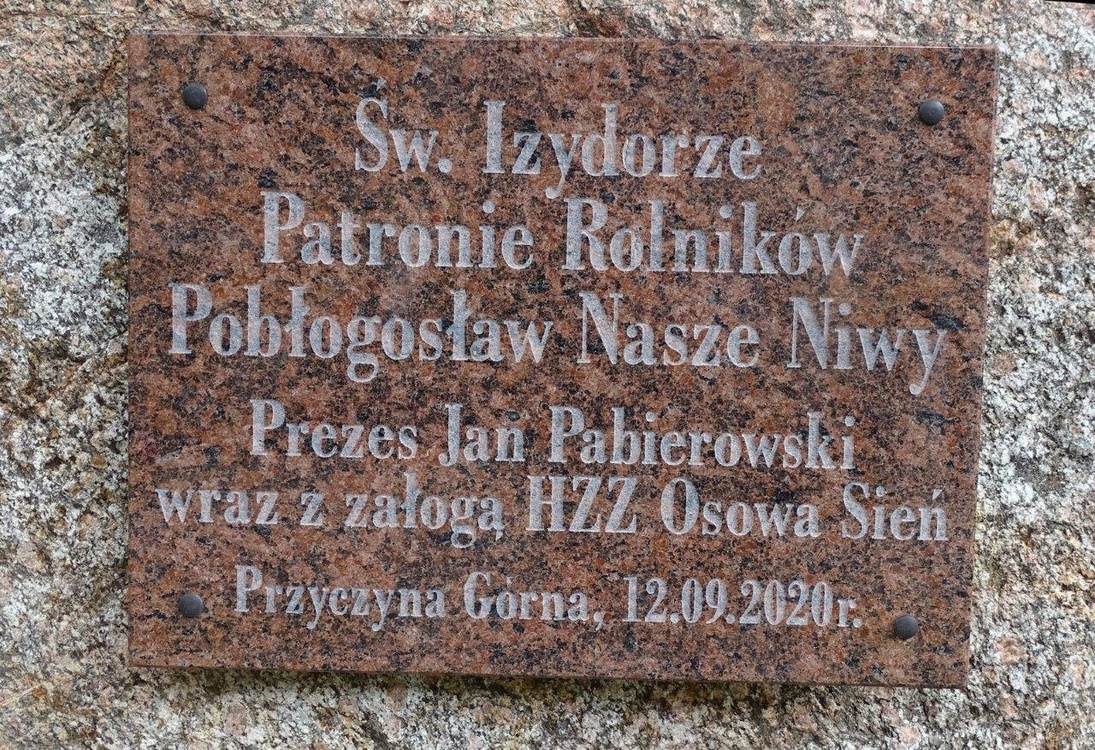 Św. Izydorze
Patronie Rolników
Pobłogosław Nasze Niwy
Prezes Jan Pabierowski
wraz z załogą HZZ Osowa Sień
Przyczyna Górna, 12.09.2020r.